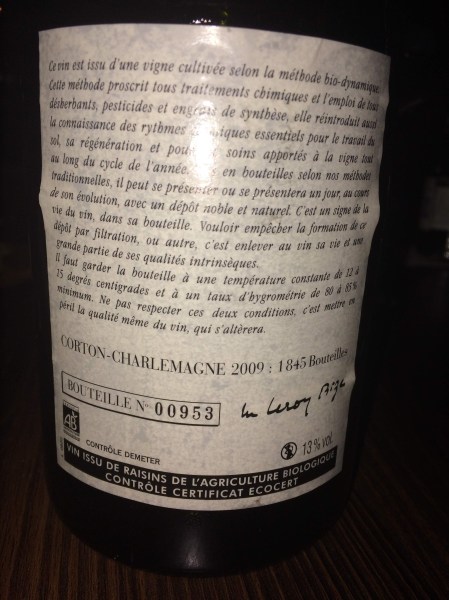 Ce vin est issu d'une vigne cultivée selon la méthode bio-dynamique.
Cette méthode proscrit tous traitements chimiques et l'emploi de tous
désherbants, pesticides et engrais de synthèse, elle réintroduit aussi
la connaissance des rythmes essentiels pour le travail du
sol, sa régénération et pour soins apportés à la vigne tout
au long du cycle de l'année. en bouteilles selon nos méthodes
traditionnelles, il peut se présenter ou se présentera un jour, au cours
de son évolution, avec un dépôt noble et naturel. C'est un signe de la
vie du vin, dans sa bouteille. Vouloir empêcher la formation de ce
dépôt par filtration, ou autre, c'est enlever au vin sa vie et une
grande partie de ses qualités intrinsèques.
Il faut garder la bouteille à une température constante de 12 à
15 degrés centigrades et à un taux d'hygrométrie de 80 à 85%
minimum. Ne pas respecter ces deux conditions, c'est mettre en
péril la qualité même du vin, qui s'altèrera.
CORTON-CHARLEMAGNE 2009 : 1845 Bouteilles
BOUTEILLE N° 00953
Leroy
AB
CONTRÔLE DEMETER
13% vol.
VIN ISSU DE RAISINS DE L'AGRICULTURE BIOLOGIQUE
CONTRÔLE CERTIFICAT ECOCERT